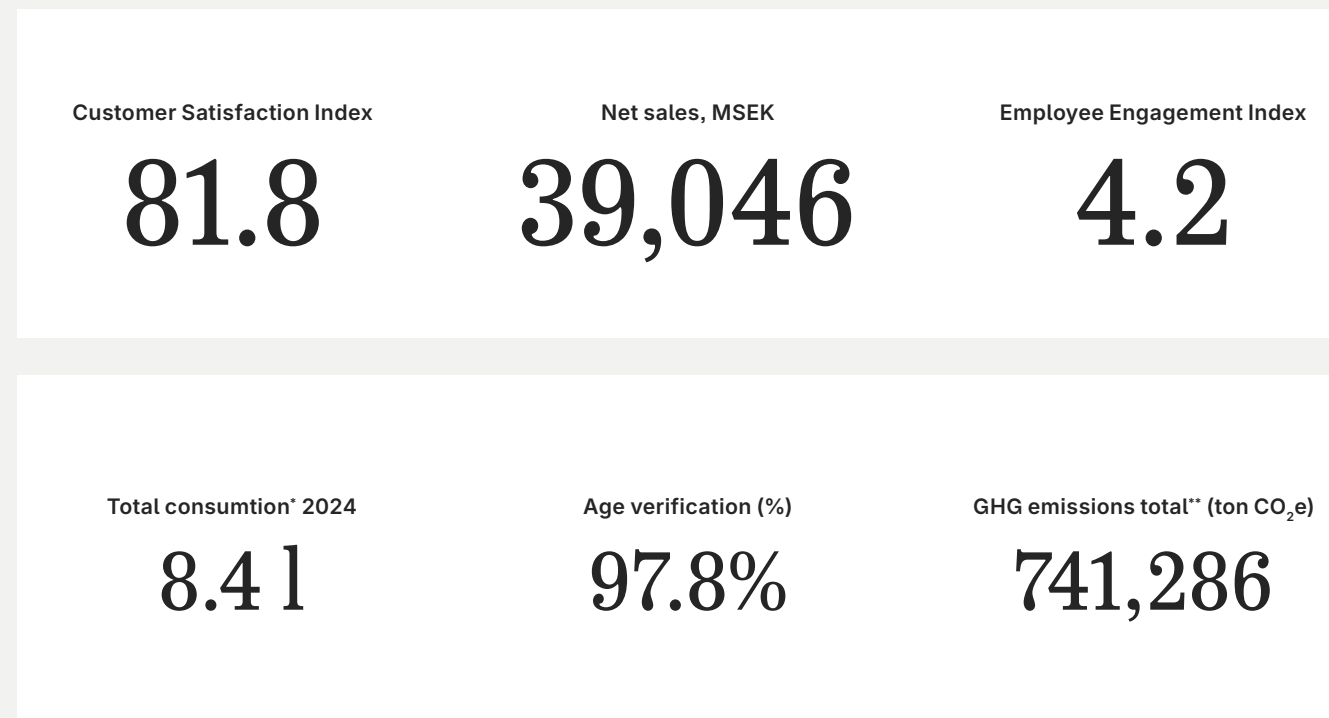 Customer Satisfaction Index
81.8
Net sales, MSEK
39,046
Employee Engagement Index
4.2
Total consumtion* 2024
8.4 l
Age verification (%)
97.8%
GHG emissions total** (ton CO₂e)
741,286